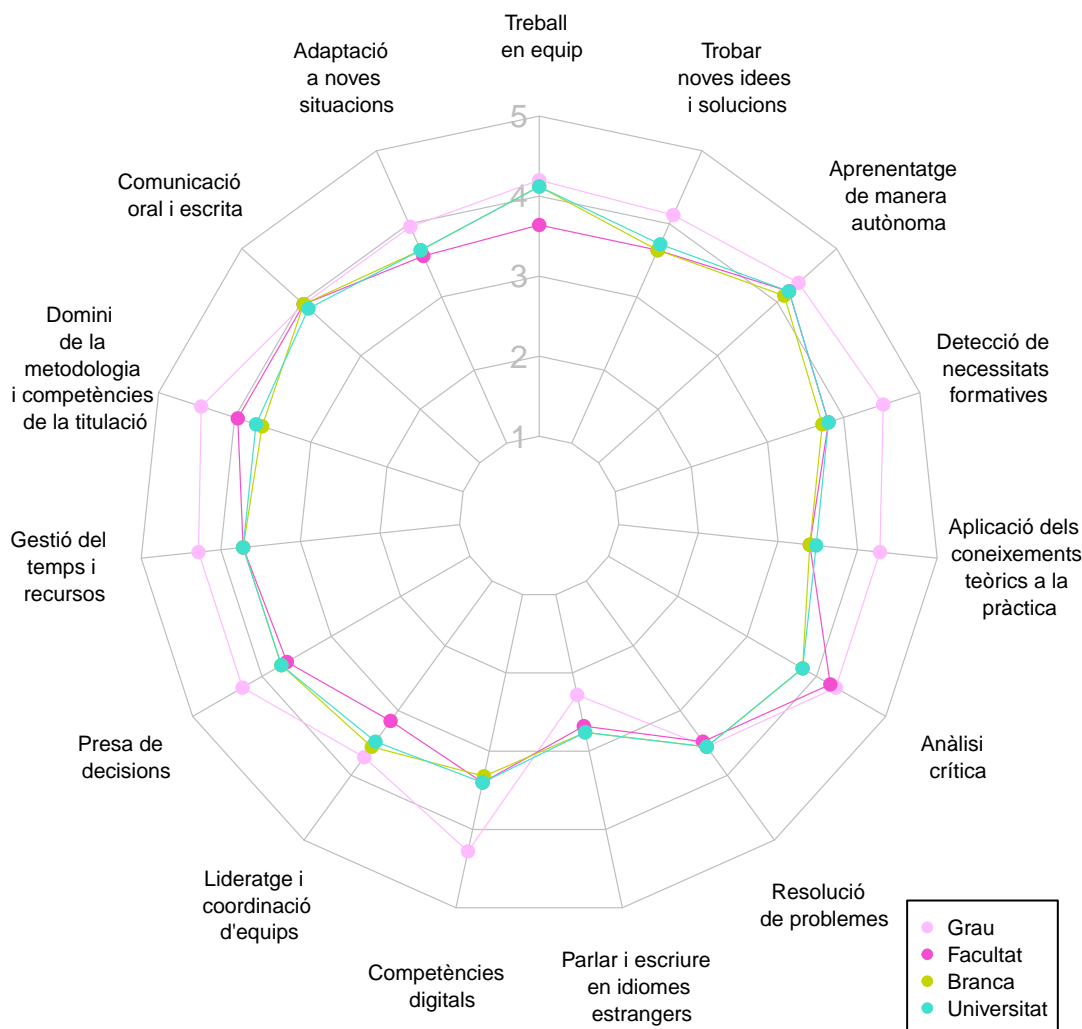 Treball
en equip
Trobar
noves idees
i solucions
Aprenentatge
de manera
autònoma
Detecció de
necessitats
formatives
Aplicació dels
coneixements
teòrics a la
pràctica
Anàlisi
crítica
Resolució
de problemes
Parlar i escriure
en idiomes
estrangers
Competències
digitals
Lideratge i
coordinació
d'equips
Presa de
decisions
Gestió del
temps i
recursos
Domini
de la
metodologia
i competències
de la titulació
Comunicació
oral i escrita
Adaptació
a noves
situacions
5
4
3
2
1
Grau
Facultat
Branca
Universitat